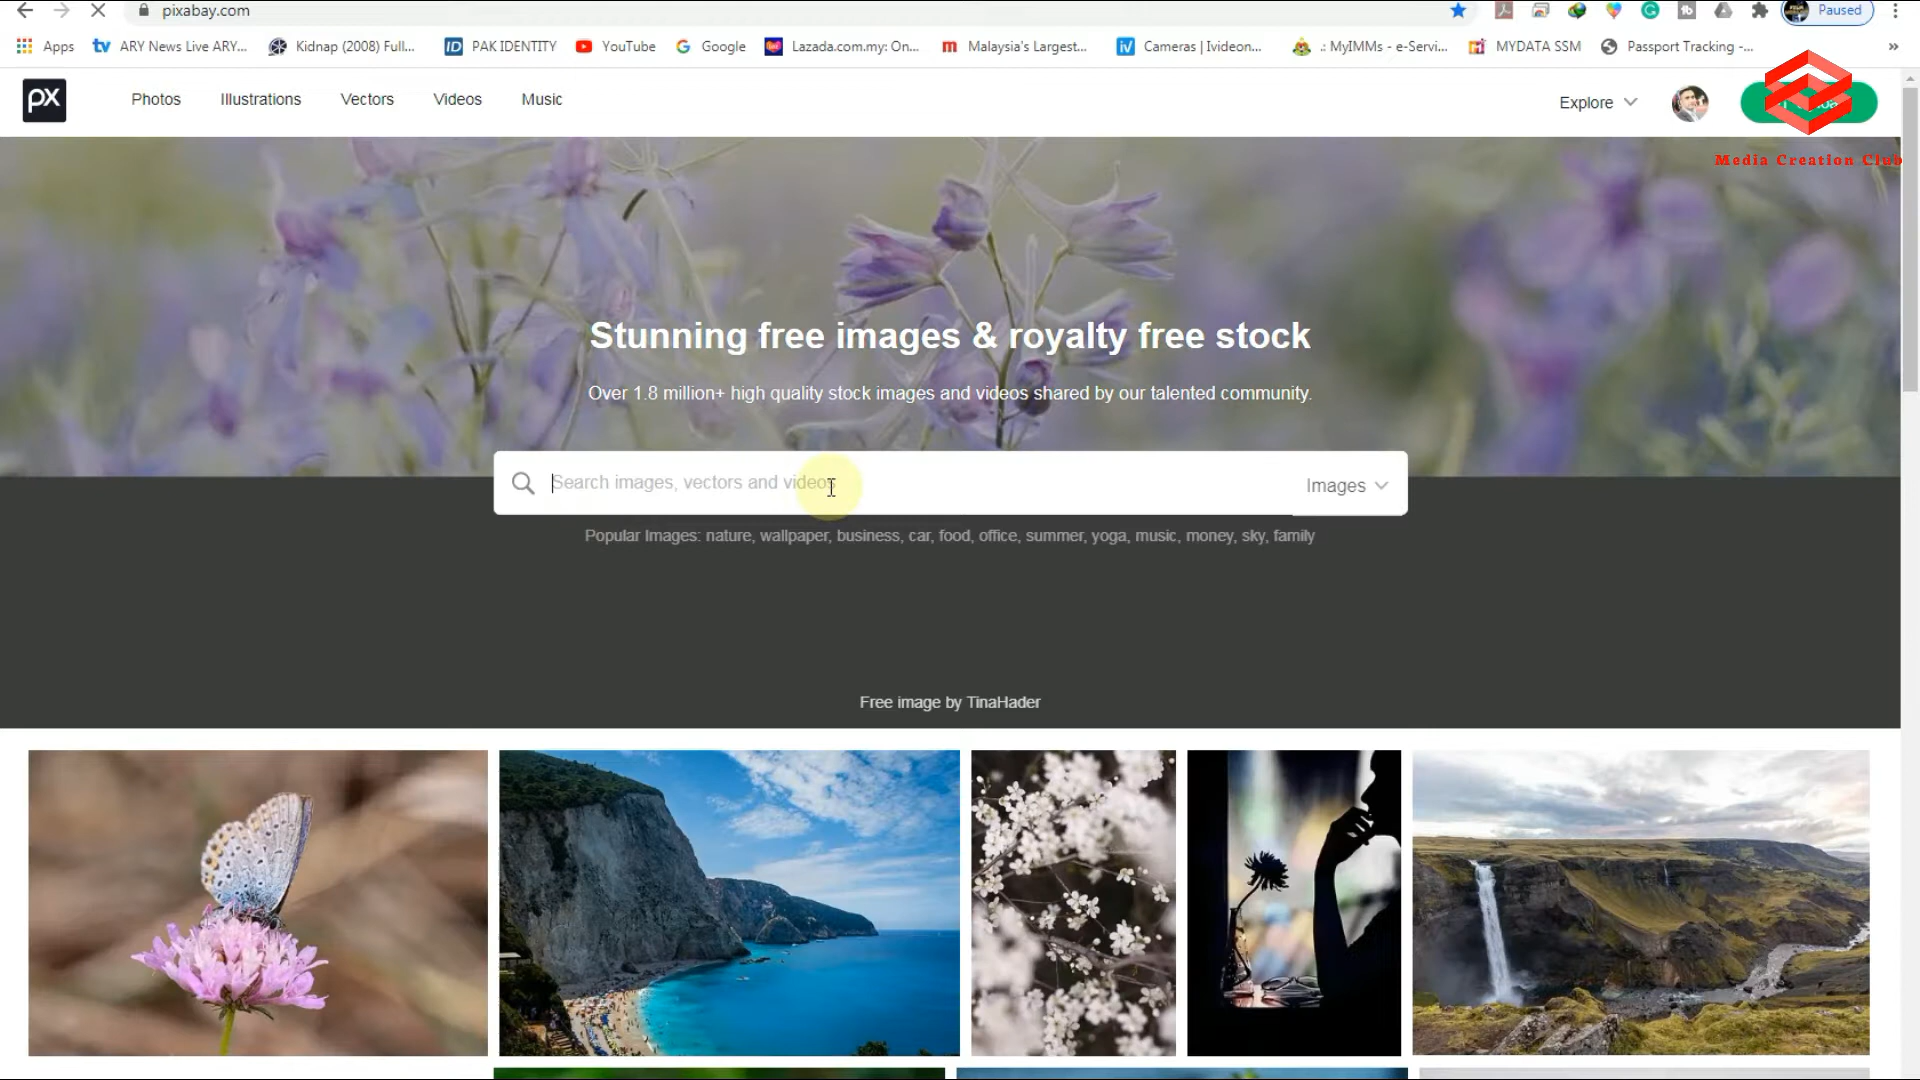 pixabay.com
Paused
Apps
ARY News Live ARY...
Kidnap (2008) Full...
PAK IDENTITY
YouTube
Google
Lazada.com.my: On...
Malaysia's Largest...
Cameras | Ivideon...
.: MyIMMs - e-Servi...
MYDATA SSM
Passport Tracking -...
»
px
Photos
Illustrations
Vectors
Videos
Music
Explore
Media Creation Club
Stunning free images & royalty free stock
Over 1.8 million+ high quality stock images and videos shared by our talented community.
Search images, vectors and videos
Images
Popular Images: nature, wallpaper, business, car, food, office, summer, yoga, music, money, sky, family
Free image by TinaHader